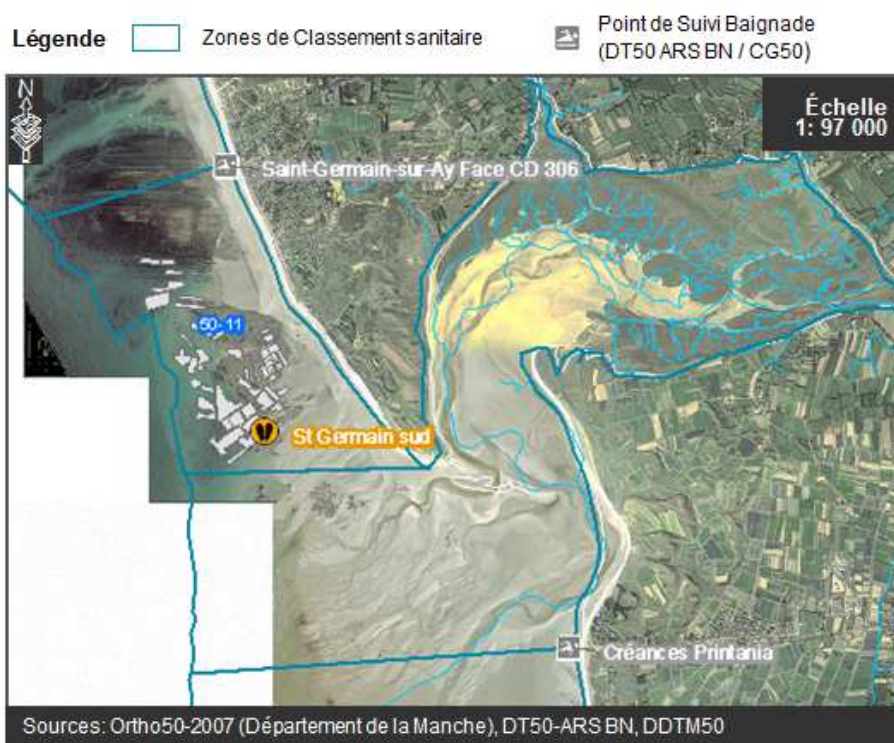 Légende
Zones de Classement sanitaire
Point de Suivi Baignade
(DT50 ARS BN / CG50)
N
Échelle
1: 97 000
Saint-Germain-sur-Ay Face CD 306
50-11
St Germain sud
Créances Printania
Sources: Ortho50-2007 (Département de la Manche), DT50-ARS BN, DDTM50